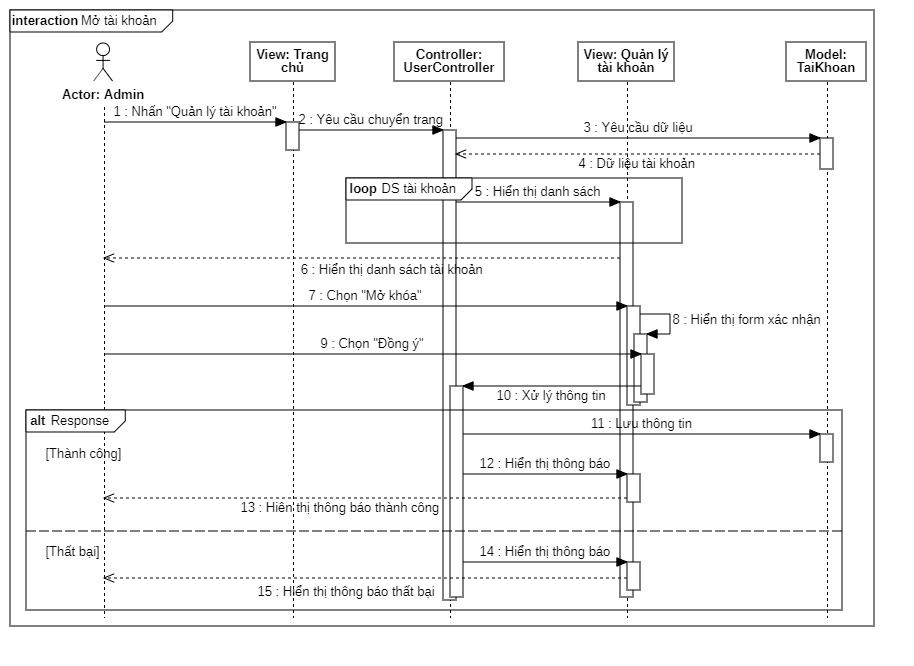 interaction Mở tài khoản
View: Trang
chủ
Controller:
UserController
View: Quản lý
tài khoản
Model:
TaiKhoan
Actor: Admin
1 : Nhấn "Quản lý tài khoản"
2 : Yêu cầu chuyển trang
3 : Yêu cầu dữ liệu
4 : Dữ liệu tài khoản
loop DS tài khoản
5 : Hiển thị danh sách
6 : Hiển thị danh sách tài khoản
7 : Chọn "Mở khóa"
8 : Hiển thị form xác nhận
9 : Chọn "Đồng ý"
10 : Xử lý thông tin
alt Response
11 : Lưu thông tin
[Thành công]
12 : Hiển thị thông báo
13 : Hiên thị thông báo thành công
[Thất bại]
14 : Hiển thị thông báo
15 : Hiển thị thông báo thất bại